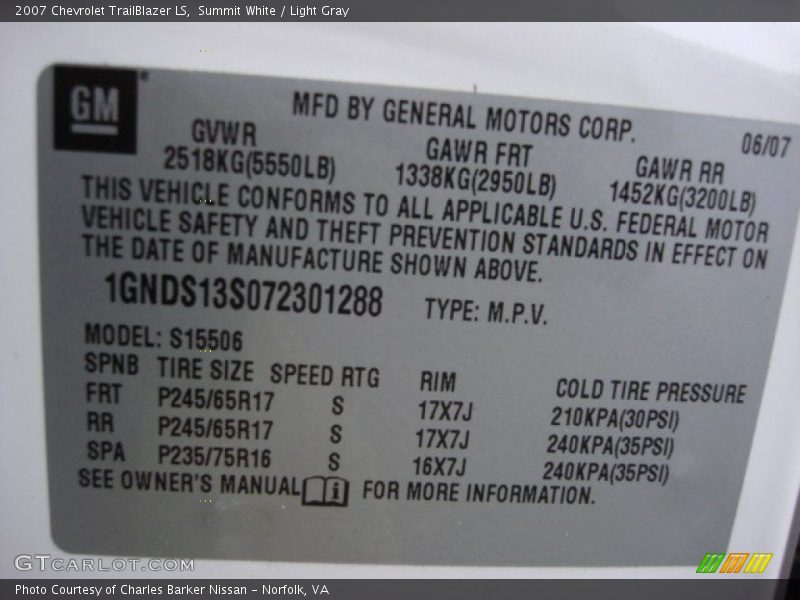 2007 Chevrolet TrailBlazer LS,  Summit White / Light Gray
GM
MFD BY GENERAL MOTORS CORP.
06/07
GVWR GAWR FRT GAWR RR
2518KG(5550LB) 1338KG(2950LB) 1452KG(3200LB)
THIS VEHICLE CONFORMS TO ALL APPLICABLE U.S. FEDERAL MOTOR
VEHICLE SAFETY AND THEFT PREVENTION STANDARDS IN EFFECT ON
THE DATE OF MANUFACTURE SHOWN ABOVE.
1GNDS13S072301288 TYPE: M.P.V.
MODEL: S15506
SPNB TIRE SIZE SPEED RTG RIM COLD TIRE PRESSURE
FRT P245/65R17 S 17X7J 210KPA(30PSI)
RR P245/65R17 S 17X7J 240KPA(35PSI)
SPA P235/75R16 S 16X7J 240KPA(35PSI)
SEE OWNER'S MANUAL i FOR MORE INFORMATION.
GTCARLOT.COM
Photo Courtesy of Charles Barker Nissan - Norfolk, VA